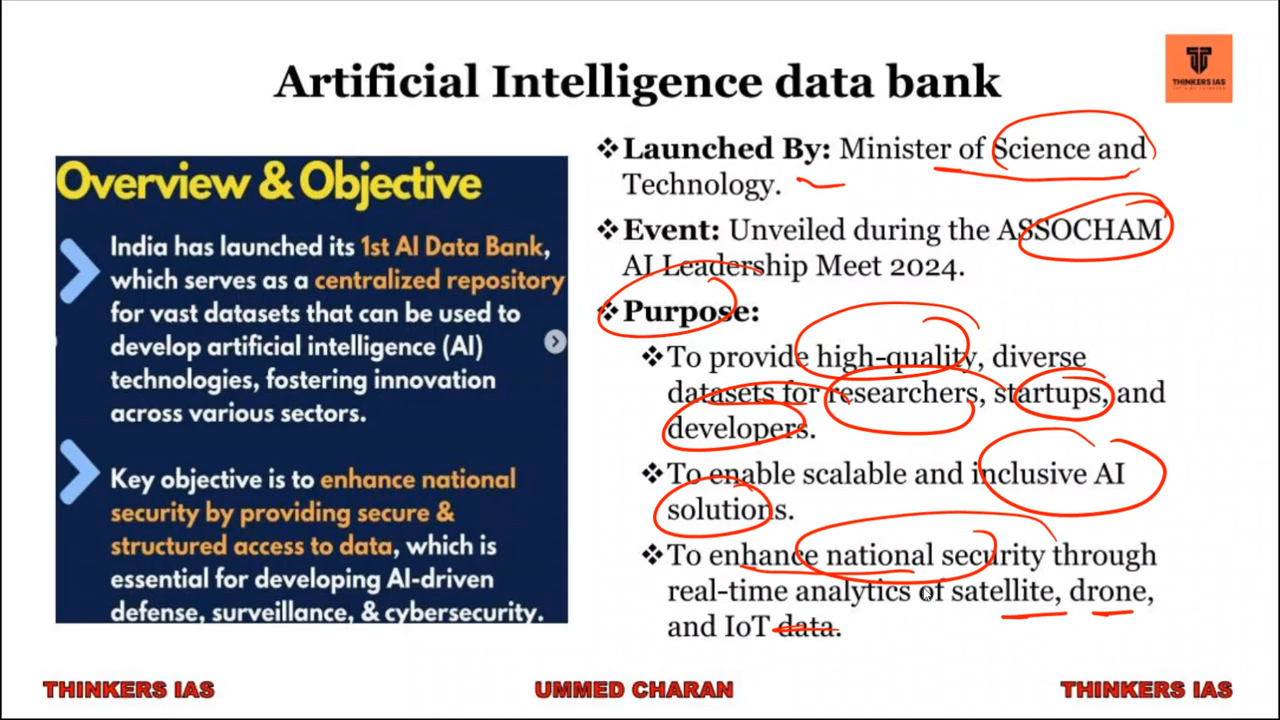 Artificial Intelligence data bank
THINKERS IAS
Overview & Objective
India has launched its 1st AI Data Bank,
which serves as a centralized repository
for vast datasets that can be used to
develop artificial intelligence (AI)
technologies, fostering innovation
across various sectors.
Key objective is to enhance national
security by providing secure &
structured access to data, which is
essential for developing AI-driven
defense, surveillance, & cybersecurity.
❖Launched By: Minister of Science and
Technology.
❖Event: Unveiled during the ASSOCHAM
AI Leadership Meet 2024.
❖Purpose:
❖To provide high-quality, diverse
datasets for researchers, startups, and
developers.
❖To enable scalable and inclusive AI
solutions.
❖To enhance national security through
real-time analytics of satellite, drone,
and IoT data.
THINKERS IAS
UMMED CHARAN
THINKERS IAS